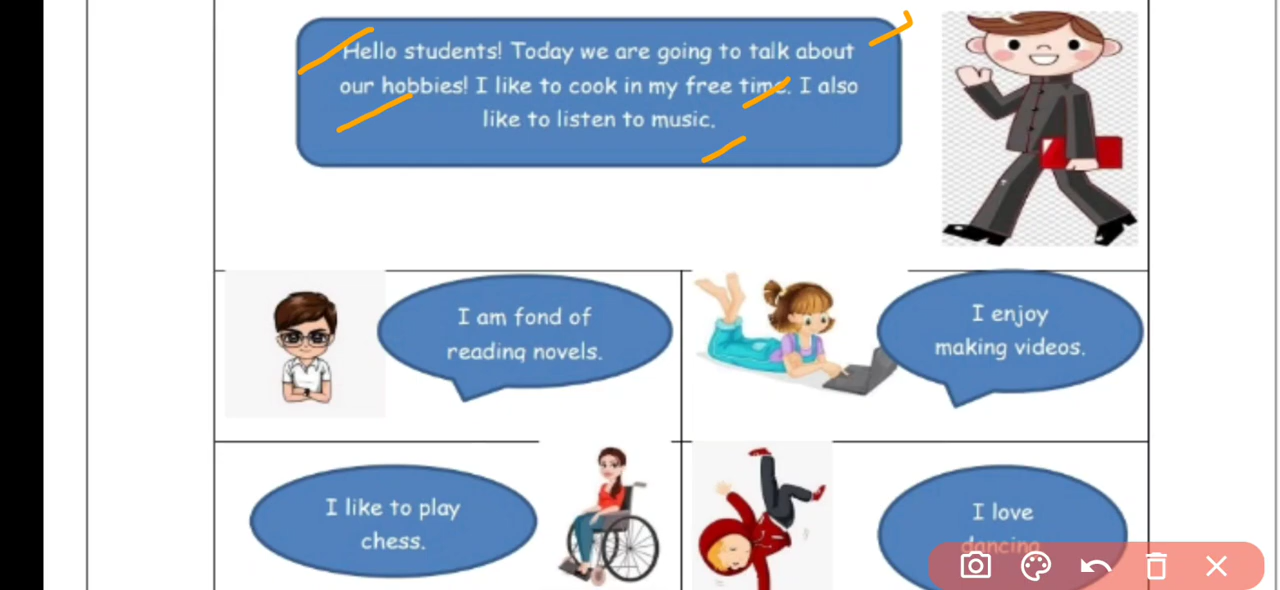 Hello students! Today we are going to talk about
our hobbies! I like to cook in my free time. I also
like to listen to music.
I am fond of
reading novels.
I enjoy
making videos.
I like to play
chess.
I love
dancing